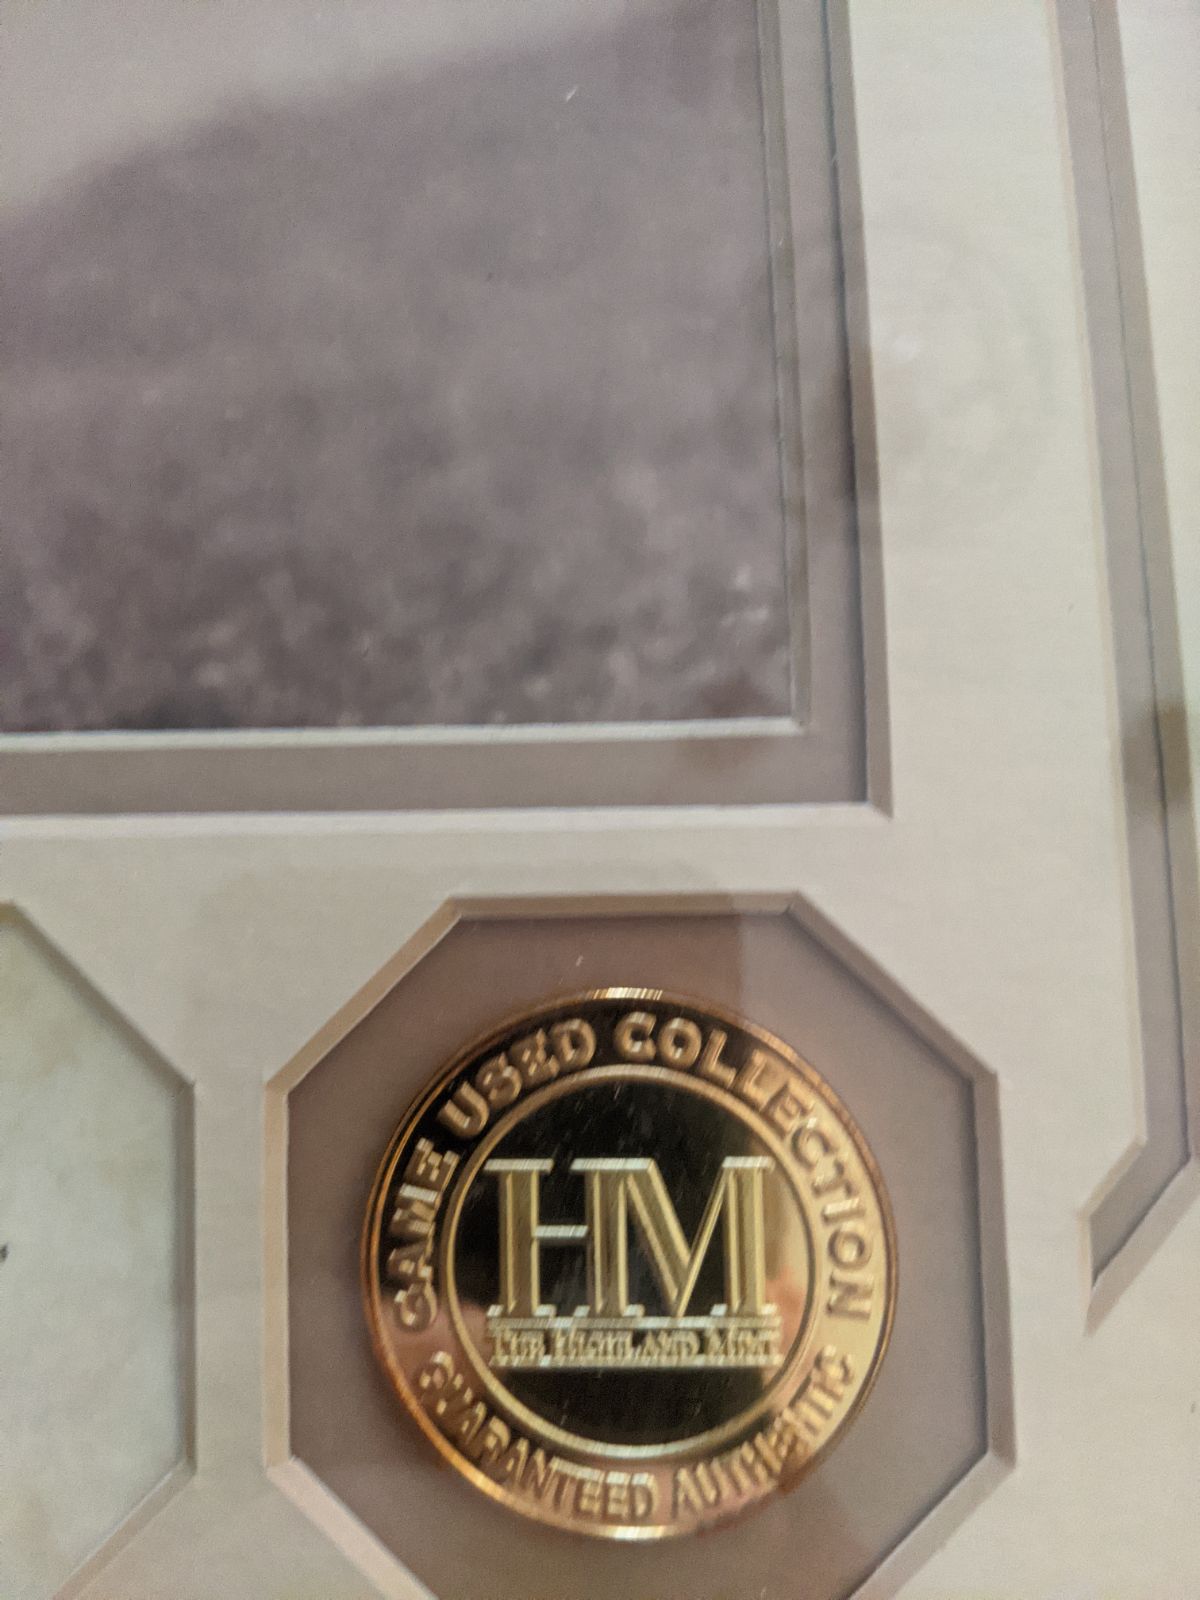 GAME USED COLLECTION
HM
THE HIGHLAND MINT
GUARANTEED AUTHENTIC